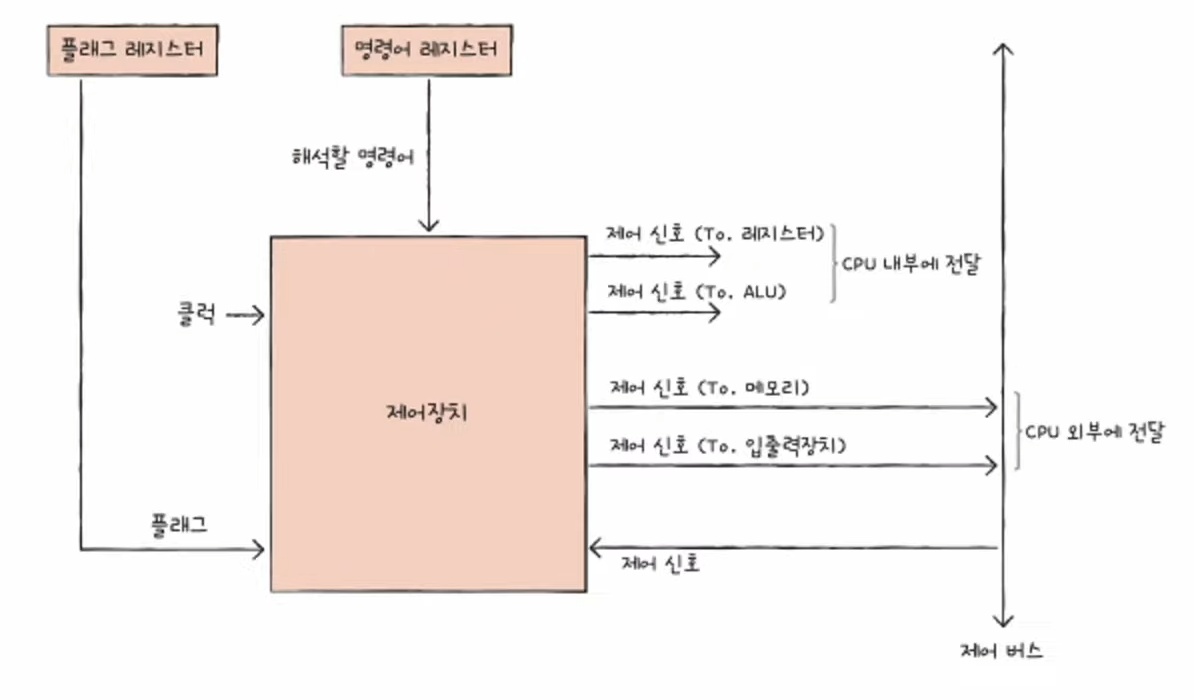 플래그 레지스터
명령어 레지스터
해석할 명령어
제어 신호 (To. 레지스터)
CPU 내부에 전달
제어 신호 (To. ALU)
클럭
제어장치
제어 신호 (To. 메모리)
CPU 외부에 전달
제어 신호 (To. 입출력장치)
플래그
제어 신호
제어 버스